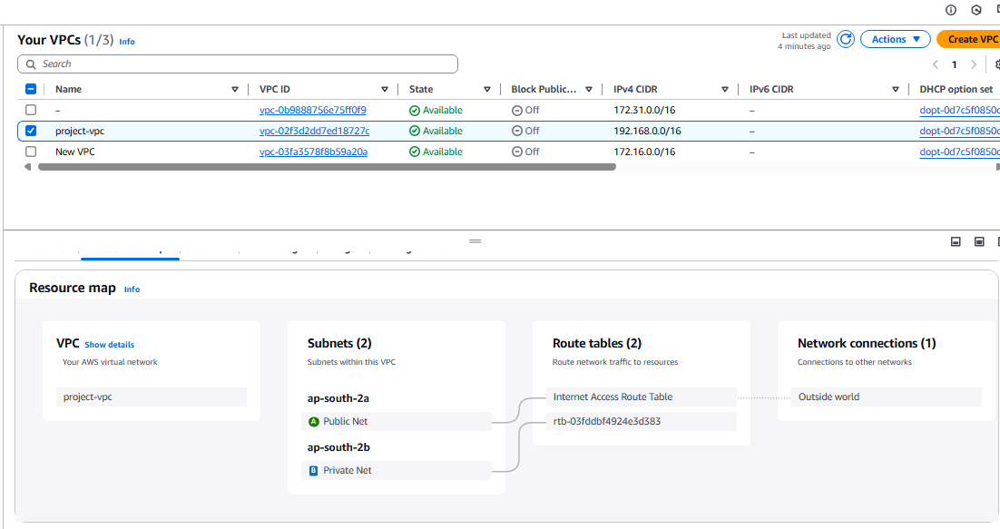 Your VPCs (1/3) Info
Last updated
4 minutes ago
Actions
Create VPC
Search
1
Name VPC ID State Block Public... IPv4 CIDR IPv6 CIDR DHCP option set
– vpc-0b9888756e75ff0f9 Available Off 172.31.0.0/16 – dopt-0d7c5f0850c
project-vpc vpc-02f3d2dd7ed18727c Available Off 192.168.0.0/16 – dopt-0d7c5f0850c
New VPC vpc-03fa3578f8b59a20a Available Off 172.16.0.0/16 – dopt-0d7c5f0850c
Resource map Info
VPC Show details
Your AWS virtual network
project-vpc
Subnets (2)
Subnets within this VPC
ap-south-2a
A Public Net
ap-south-2b
B Private Net
Route tables (2)
Route network traffic to resources
Internet Access Route Table
rtb-03fddbf4924e3d383
Network connections (1)
Connections to other networks
Outside world